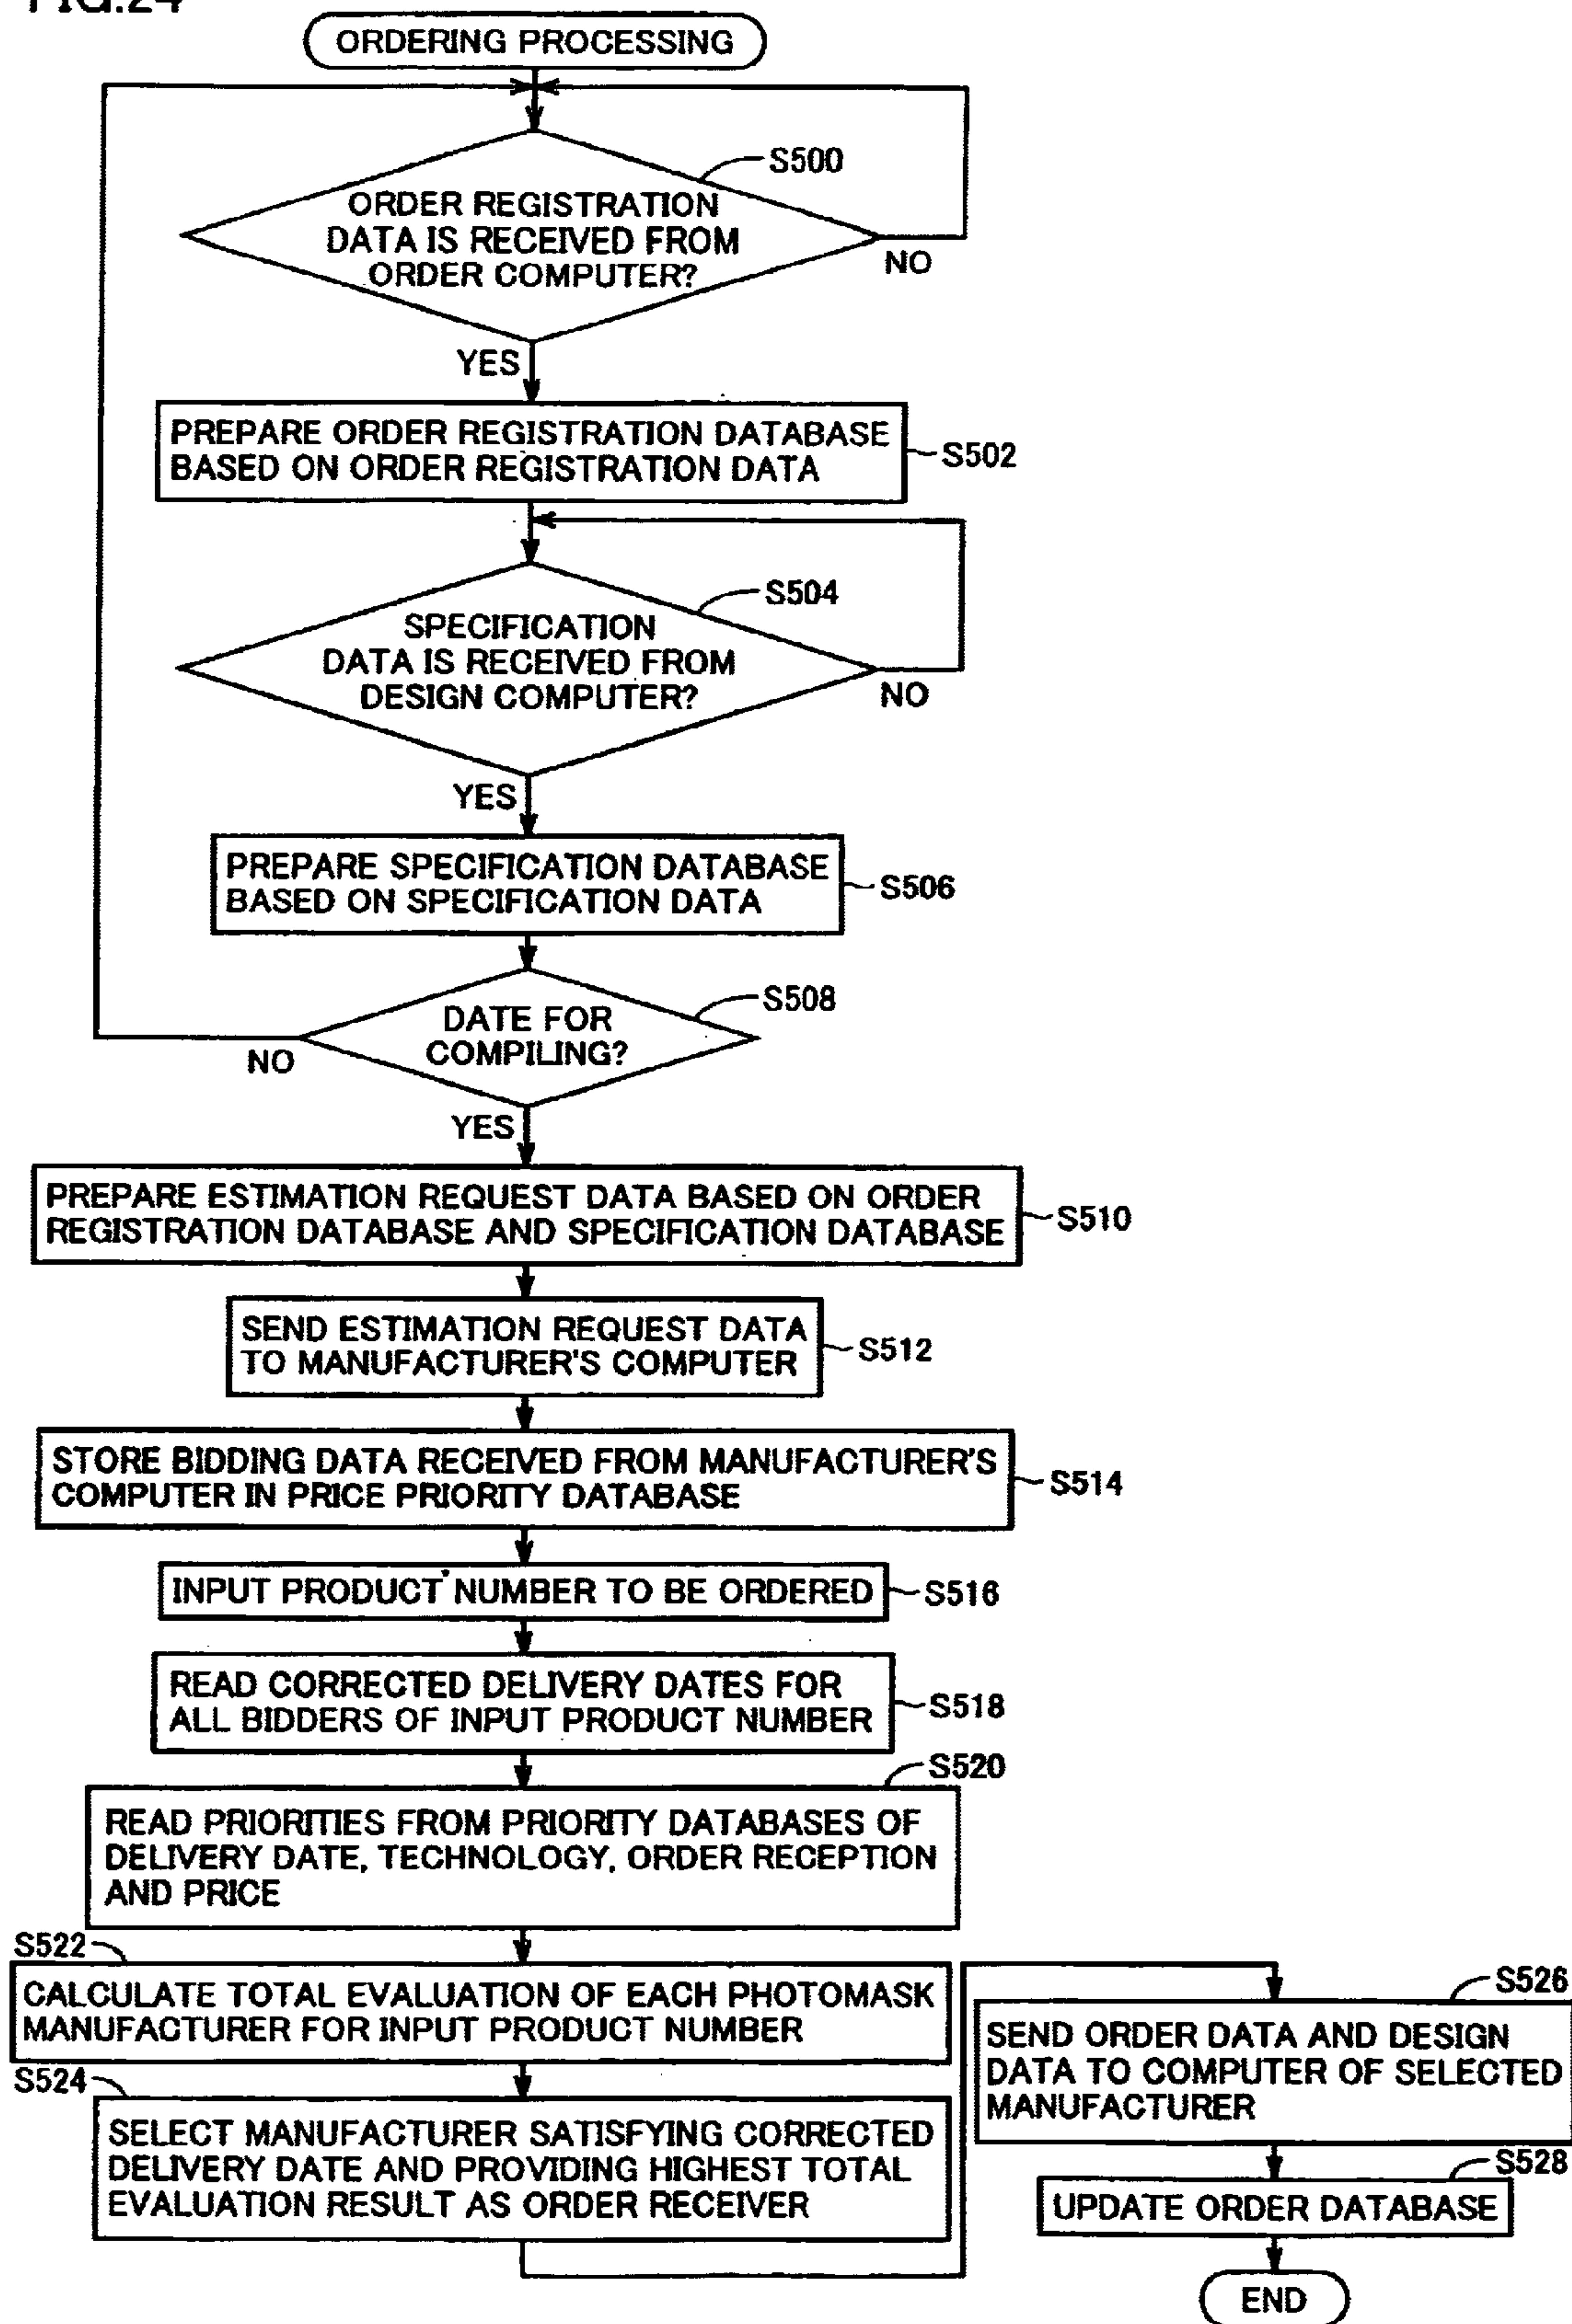 FIG.24
ORDERING PROCESSING
S500
ORDER REGISTRATION
DATA IS RECEIVED FROM
ORDER COMPUTER?
NO
YES
PREPARE ORDER REGISTRATION DATABASE
BASED ON ORDER REGISTRATION DATA
S502
S504
SPECIFICATION
DATA IS RECEIVED FROM
DESIGN COMPUTER?
NO
YES
PREPARE SPECIFICATION DATABASE
BASED ON SPECIFICATION DATA
S506
S508
DATE FOR
COMPILING?
NO
YES
PREPARE ESTIMATION REQUEST DATA BASED ON ORDER
REGISTRATION DATABASE AND SPECIFICATION DATABASE
S510
SEND ESTIMATION REQUEST DATA
TO MANUFACTURER'S COMPUTER
S512
STORE BIDDING DATA RECEIVED FROM MANUFACTURER'S
COMPUTER IN PRICE PRIORITY DATABASE
S514
INPUT PRODUCT NUMBER TO BE ORDERED
S516
READ CORRECTED DELIVERY DATES FOR
ALL BIDDERS OF INPUT PRODUCT NUMBER
S518
S520
READ PRIORITIES FROM PRIORITY DATABASES OF
DELIVERY DATE, TECHNOLOGY, ORDER RECEPTION
AND PRICE
S522
CALCULATE TOTAL EVALUATION OF EACH PHOTOMASK
MANUFACTURER FOR INPUT PRODUCT NUMBER
S524
SELECT MANUFACTURER SATISFYING CORRECTED
DELIVERY DATE AND PROVIDING HIGHEST TOTAL
EVALUATION RESULT AS ORDER RECEIVER
S526
SEND ORDER DATA AND DESIGN
DATA TO COMPUTER OF SELECTED
MANUFACTURER
S528
UPDATE ORDER DATABASE
END